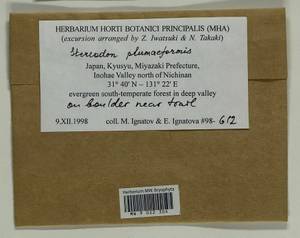 HERBARIUM HORTI BOTANICI PRINCIPALIS (MHA)
(excursion arranged by Z. Iwatsuki & N. Takaki)
Stereodon plumaeformis
Japan, Kyusyu, Miyazaki Prefecture,
Inohae Valley north of Nichinan
31° 40' N – 131° 22' E
evergreen south-temperate forest in deep valley
on boulder near
9.XII.1998 coll. M. Ignatov & E. Ignatova #98- 612
Herbarium MW Bryophyta